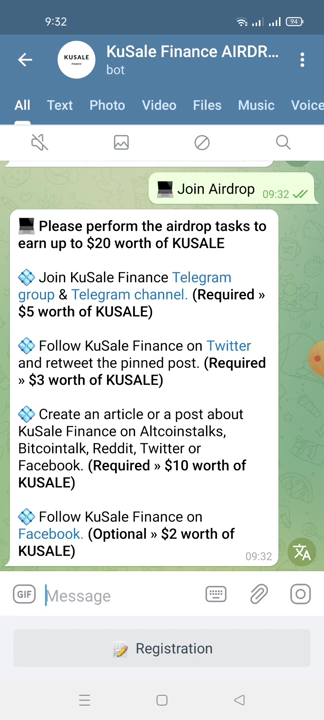 9:32
94
KUSALE
KuSale Finance AIRDR...
bot
All Text Photo Video Files Music Voice
💻 Join Airdrop 09:32
💻 Please perform the airdrop tasks to
earn up to $20 worth of KUSALE
💠 Join KuSale Finance Telegram
group & Telegram channel. (Required »
$5 worth of KUSALE)
💠 Follow KuSale Finance on Twitter
and retweet the pinned post. (Required
» $3 worth of KUSALE)
💠 Create an article or a post about
KuSale Finance on Altcoinstalks,
Bitcointalk, Reddit, Twitter or
Facebook. (Required » $10 worth of
KUSALE)
💠 Follow KuSale Finance on
Facebook. (Optional » $2 worth of
KUSALE)
09:32
GIF Message
📝 Registration